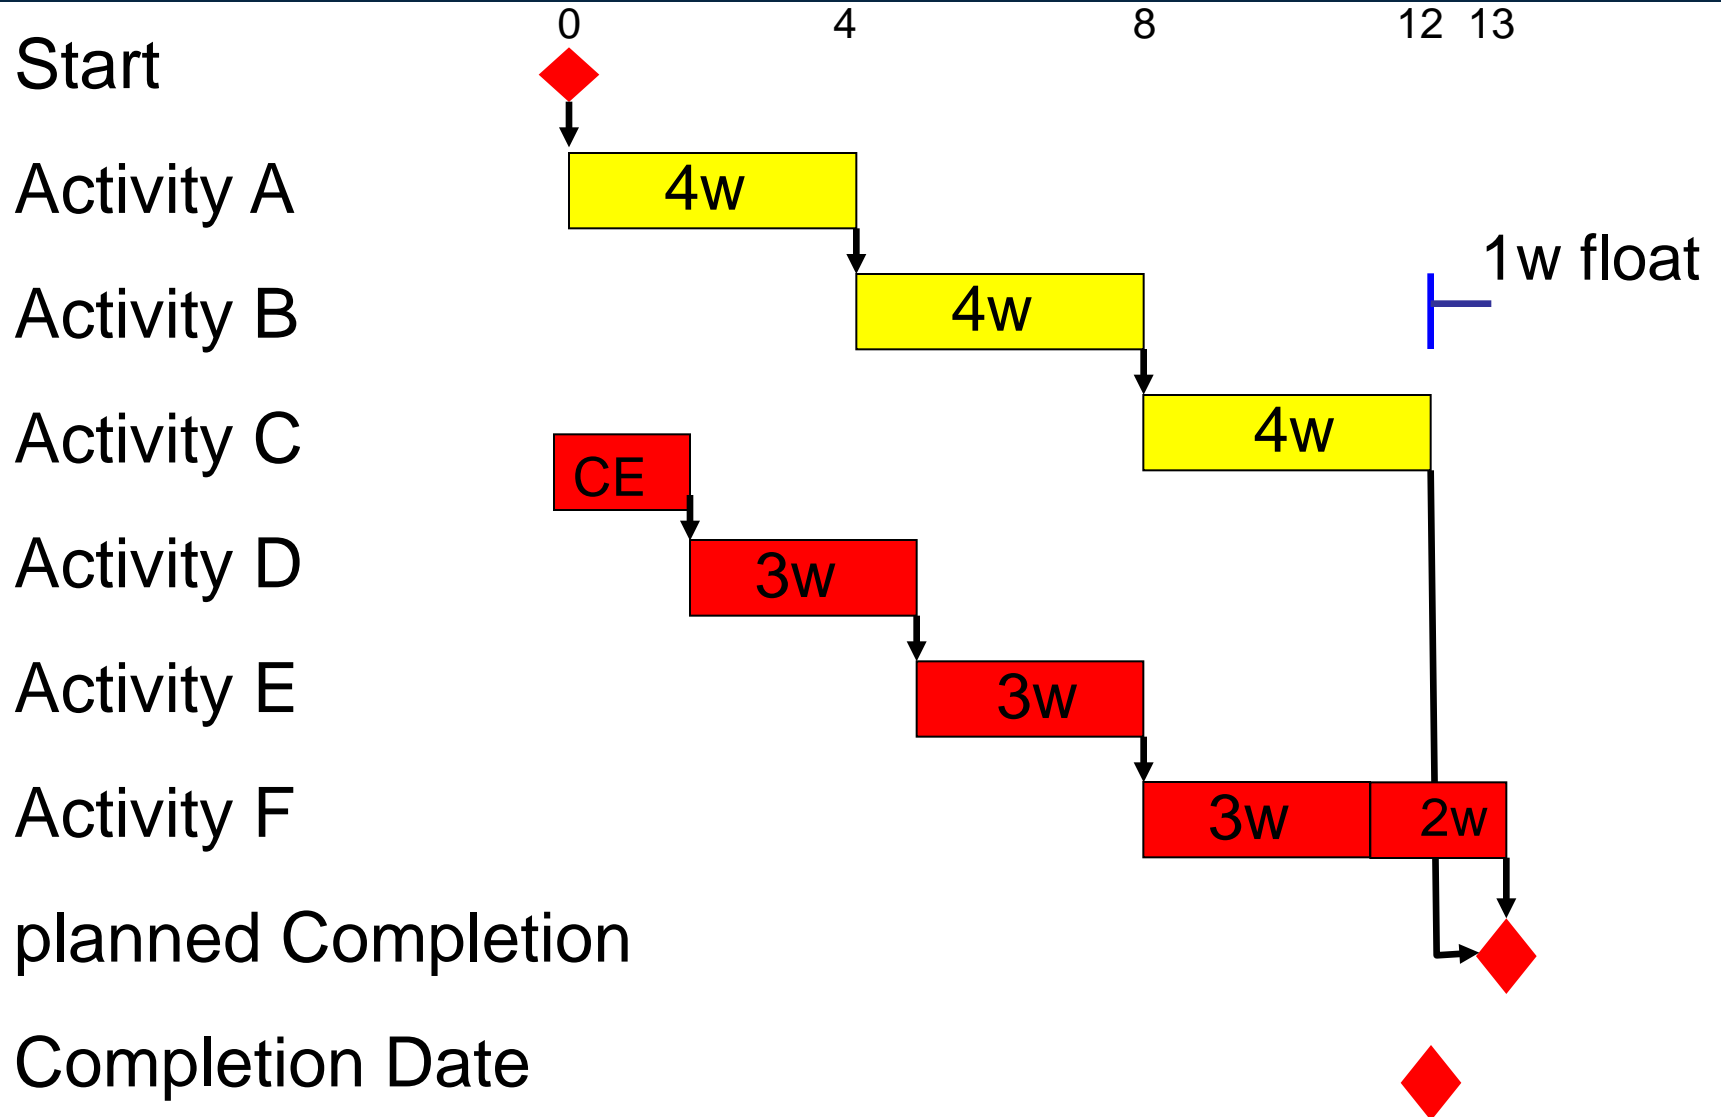 0 4 8 12 13
Start
Activity A 4w
1w float
Activity B 4w
Activity C 4w
CE
Activity D 3w
Activity E 3w
Activity F 3w 2w
planned Completion
Completion Date